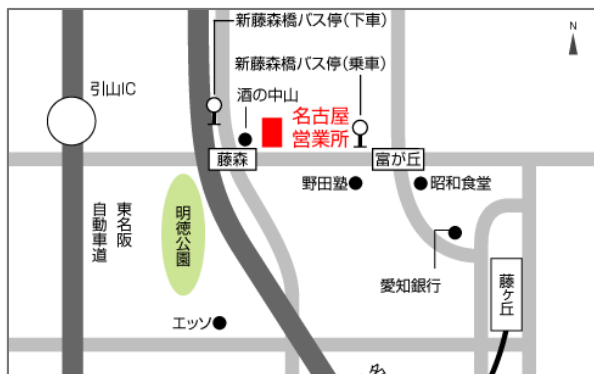 新藤森橋バス停(下車)
N
新藤森橋バス停(乗車)
引山IC
酒の中山
名古屋
営業所
藤森
富が丘
野田塾
昭和食堂
東名阪
自動車道
明徳公園
愛知銀行
藤ヶ丘
エッソ